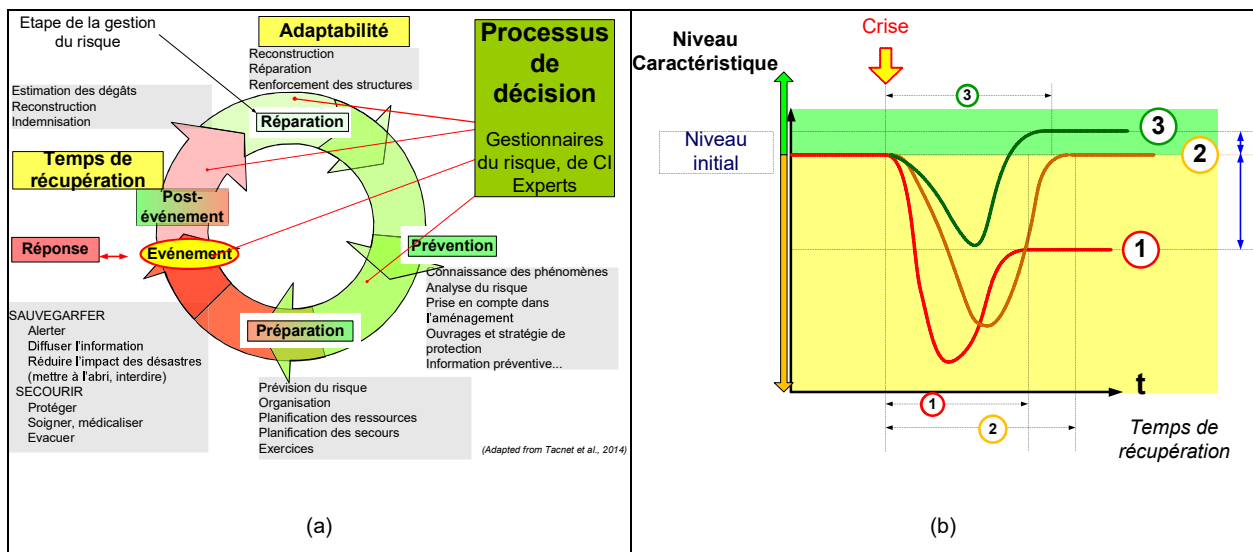 Etape de la gestion
du risque
Adaptabilité
Reconstruction
Réparation
Renforcement des structures
Processus
de
décision
Gestionnaires
du risque, de CI
Experts
Estimation des dégâts
Reconstruction
Indemnisation
Réparation
Temps de
récupération
Post-
événement
Réponse
Evénement
Prévention
Connaissance des phénomènes
Analyse du risque
Prise en compte dans
l'aménagement
Ouvrages et stratégie de
protection
Information préventive...
SAUVEGARFER
Alerter
Diffuser l'information
Réduire l'impact des désastres
(mettre à l'abri, interdire)
SECOURIR
Protéger
Soigner, médicaliser
Evacuer
Préparation
Prévision du risque
Organisation
Planification des ressources
Planification des secours
Exercices
(Adapted from Tacnet et al., 2014)
(a)
Crise
Niveau
Caractéristique
3
3
Niveau
initial
2
1
t
1
2
Temps de
récupération
(b)